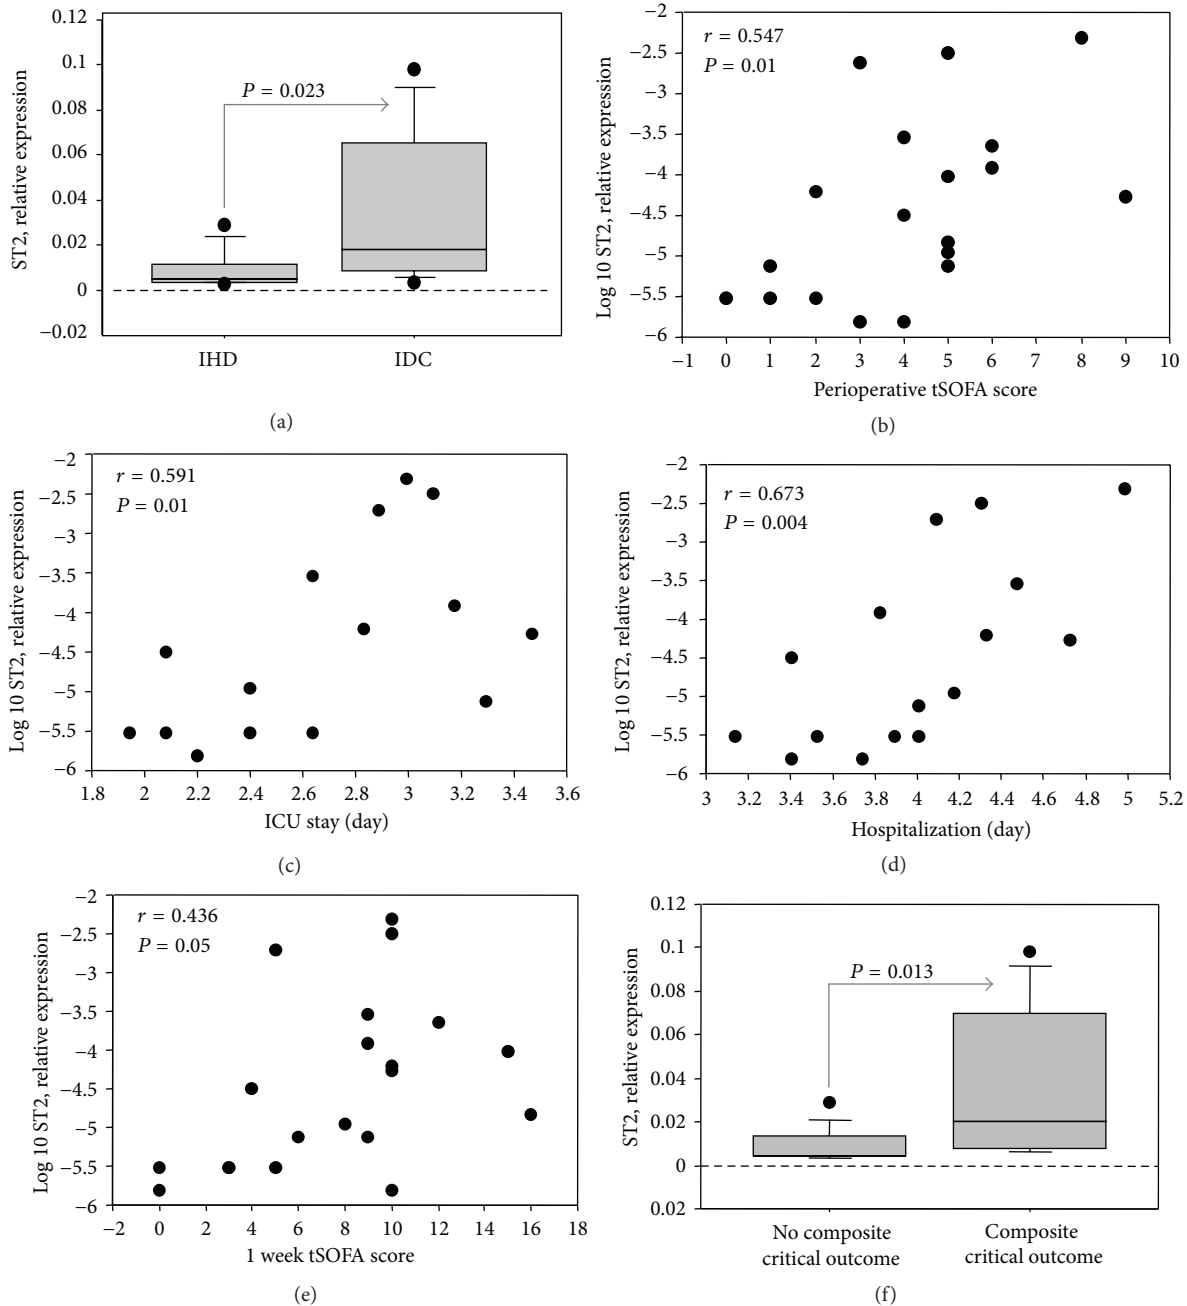 0.12
0.1
0.08
0.06
0.04
0.02
0
−0.02
ST2, relative expression
P = 0.023
IHD IDC
(a)
−2
−2.5
−3
−3.5
−4
−4.5
−5
−5.5
−6
Log 10 ST2, relative expression
r = 0.547
P = 0.01
−1 0 1 2 3 4 5 6 7 8 9 10
Perioperative tSOFA score
(b)
−2
−2.5
−3
−3.5
−4
−4.5
−5
−5.5
−6
Log 10 ST2, relative expression
r = 0.591
P = 0.01
1.8 2 2.2 2.4 2.6 2.8 3 3.2 3.4 3.6
ICU stay (day)
(c)
−2
−2.5
−3
−3.5
−4
−4.5
−5
−5.5
−6
Log 10 ST2, relative expression
r = 0.673
P = 0.004
3 3.2 3.4 3.6 3.8 4 4.2 4.4 4.6 4.8 5 5.2
Hospitalization (day)
(d)
−2
−2.5
−3
−3.5
−4
−4.5
−5
−5.5
−6
Log 10 ST2, relative expression
r = 0.436
P = 0.05
−2 0 2 4 6 8 10 12 14 16 18
1 week tSOFA score
(e)
0.12
0.1
0.08
0.06
0.04
0.02
0
0.02
ST2, relative expression
P = 0.013
No composite
critical outcome
Composite
critical outcome
(f)